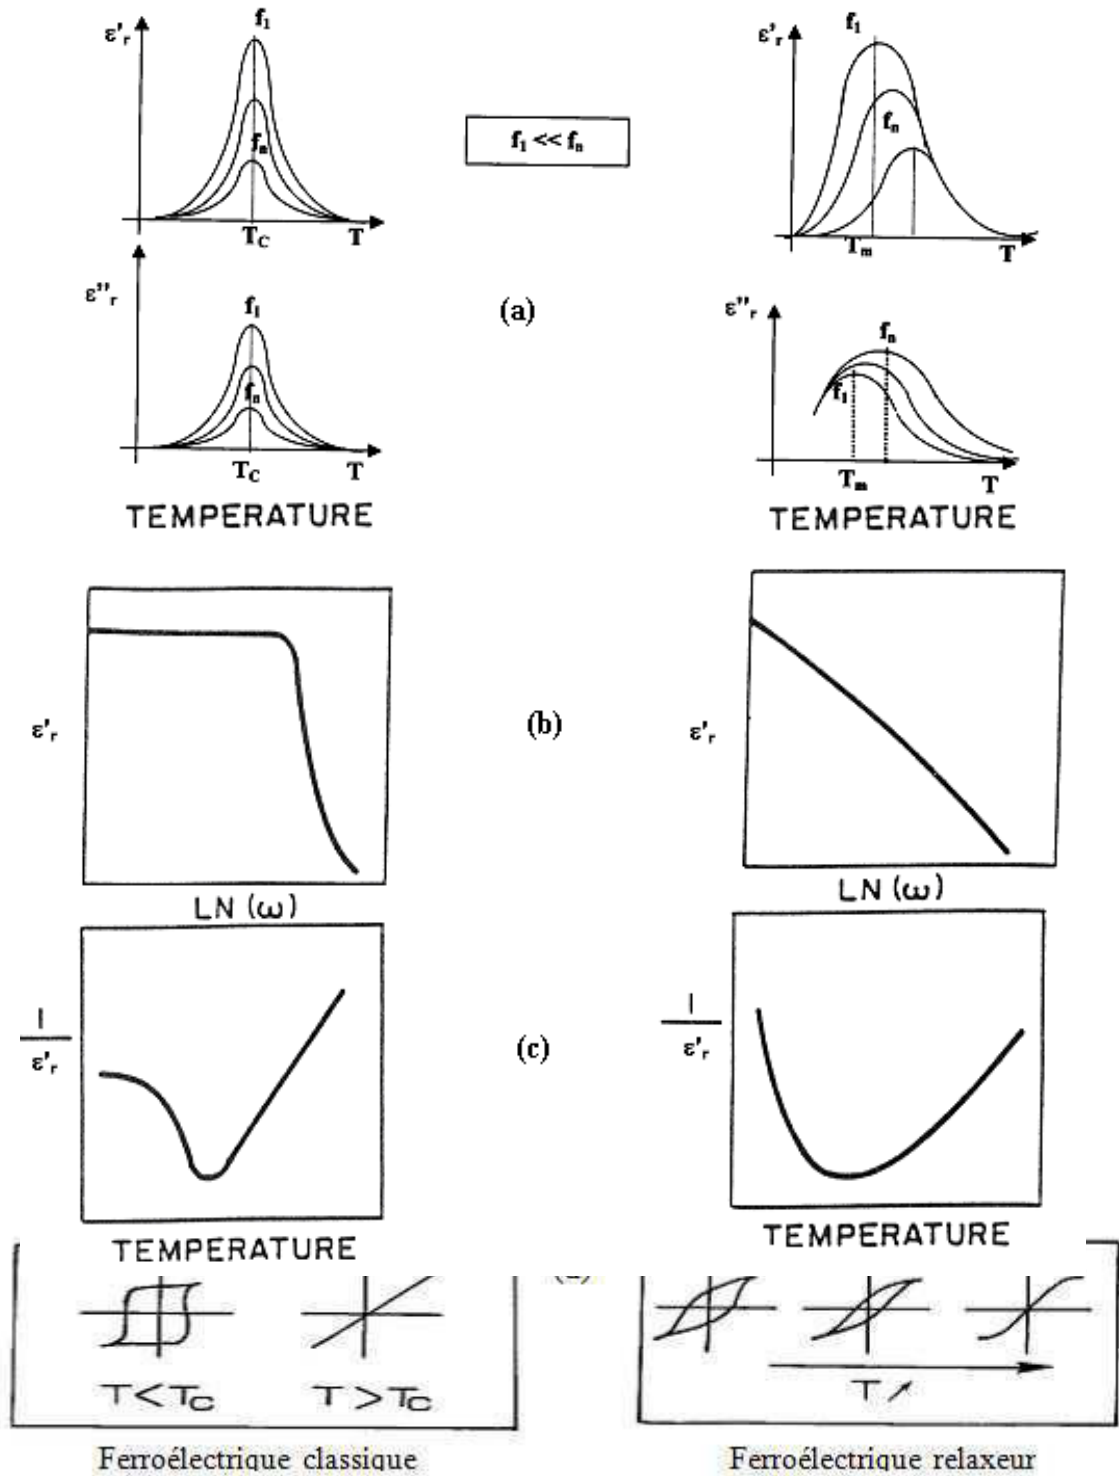 ε'r
f1
fn
TC
T
f1 << fn
ε'r
f1
fn
Tm
T
ε''r
f1
fn
TC
T
TEMPERATURE
(a)
ε''r
fn
f1
Tm
T
TEMPERATURE
ε'r
LN (ω)
(b)
ε'r
LN (ω)
1
ε'r
TEMPERATURE
(c)
1
ε'r
TEMPERATURE
T < TC
T > TC
T ↗
Ferroélectrique classique
Ferroélectrique relaxeur